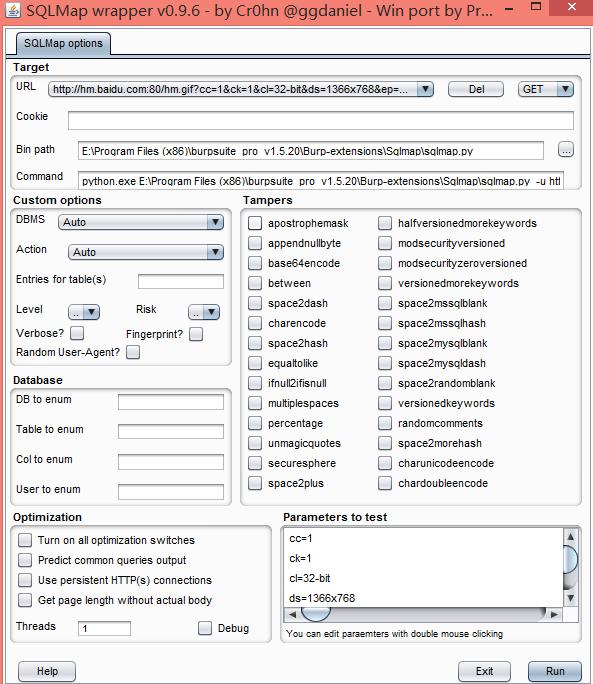 SQLMap wrapper v0.9.6 - by Cr0hn @ggdaniel - Win port by Pr...
SQLMap options
Target
URL http://hm.baidu.com:80/hm.gif?cc=1&ck=1&cl=32-bit&ds=1366x768&ep=... Del GET
Cookie
Bin path E:\Program Files (x86)\burpsuite_pro_v1.5.20\Burp-extensions\Sqlmap\sqlmap.py ...
Command python.exe E:\Program Files (x86)\burpsuite_pro_v1.5.20\Burp-extensions\Sqlmap\sqlmap.py -u htt
Custom options
DBMS Auto
Action Auto
Entries for table(s)
Level .. Risk ..
Verbose? Fingerprint?
Random User-Agent?
Database
DB to enum
Table to enum
Col to enum
User to enum
Tampers
apostrophemask halfversionedmorekeywords
appendnullbyte modsecurityversioned
base64encode modsecurityzeroversioned
between versionedmorekeywords
space2dash space2mssqlblank
charencode space2mssqlhash
space2hash space2mysqlblank
equaltolike space2mysqldash
ifnull2ifisnull space2randomblank
multiplespaces versionedkeywords
percentage randomcomments
unmagicquotes space2morehash
securesphere charunicodeencode
space2plus chardoubleencode
Optimization
Turn on all optimization switches
Predict common queries output
Use persistent HTTP(s) connections
Get page length without actual body
Threads 1 Debug
Parameters to test
cc=1
ck=1
cl=32-bit
ds=1366x768
You can edit paraemters with double mouse clicking
Help Exit Run